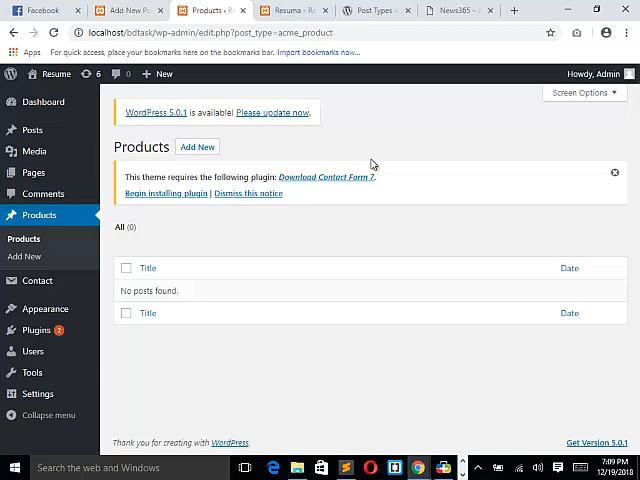 Facebook
Add New Po
Products ‹ R
Resuma – Re
Post Types «
News365 –
localhost/bdtask/wp-admin/edit.php?post_type=acme_product
Apps
For quick access, place your bookmarks here on the bookmarks bar. Import bookmarks now...
Resume
6
0
New
Howdy, Admin
Dashboard
Posts
Media
Pages
Comments
Products
Products
Add New
Contact
Appearance
Plugins 2
Users
Tools
Settings
Collapse menu
Screen Options
WordPress 5.0.1 is available! Please update now.
Products
Add New
This theme requires the following plugin: Download Contact Form 7.
Begin installing plugin | Dismiss this notice
All (0)
Title
Date
No posts found.
Title
Date
Thank you for creating with WordPress.
Get Version 5.0.1
Search the web and Windows
7:09 PM
12/19/2018